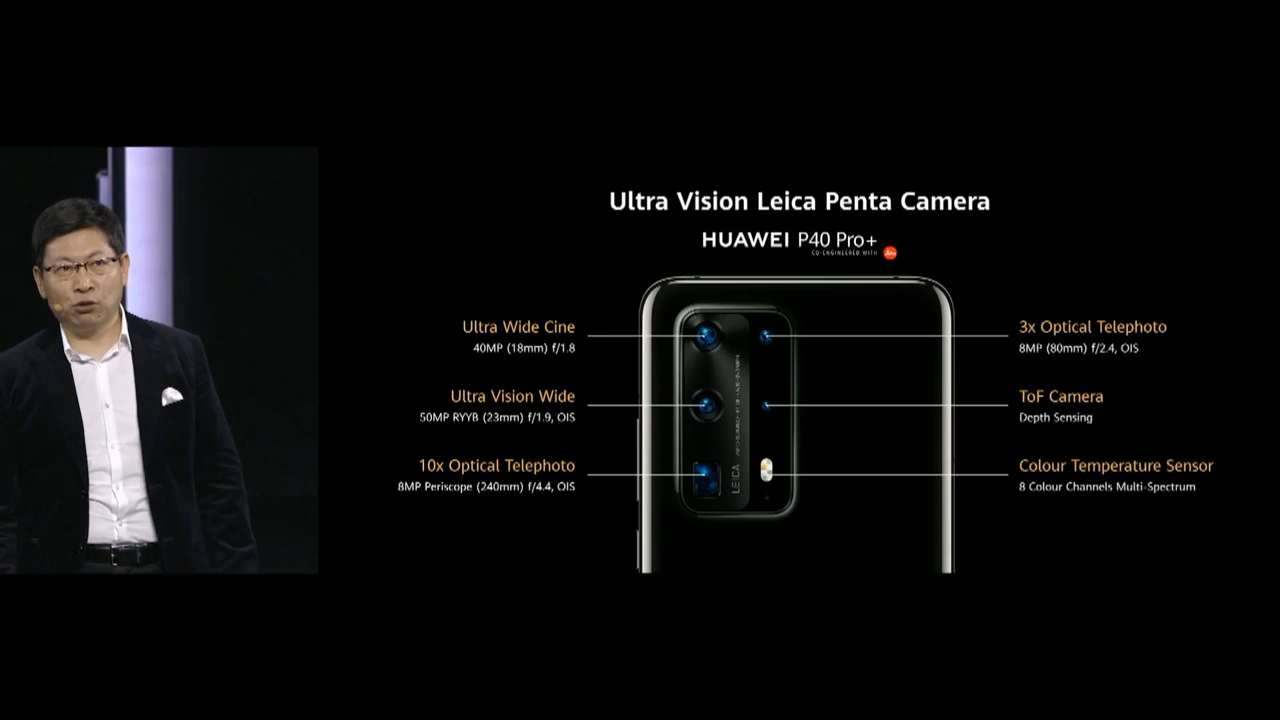 Ultra Vision Leica Penta Camera
HUAWEI P40 Pro+
CO-ENGINEERED WITH Leica
Ultra Wide Cine
40MP (18mm) f/1.8
Ultra Vision Wide
50MP RYYB (23mm) f/1.9, OIS
10x Optical Telephoto
8MP Periscope (240mm) f/4.4, OIS
LEICA
3x Optical Telephoto
8MP (80mm) f/2.4, OIS
ToF Camera
Depth Sensing
Colour Temperature Sensor
8 Colour Channels Multi-Spectrum